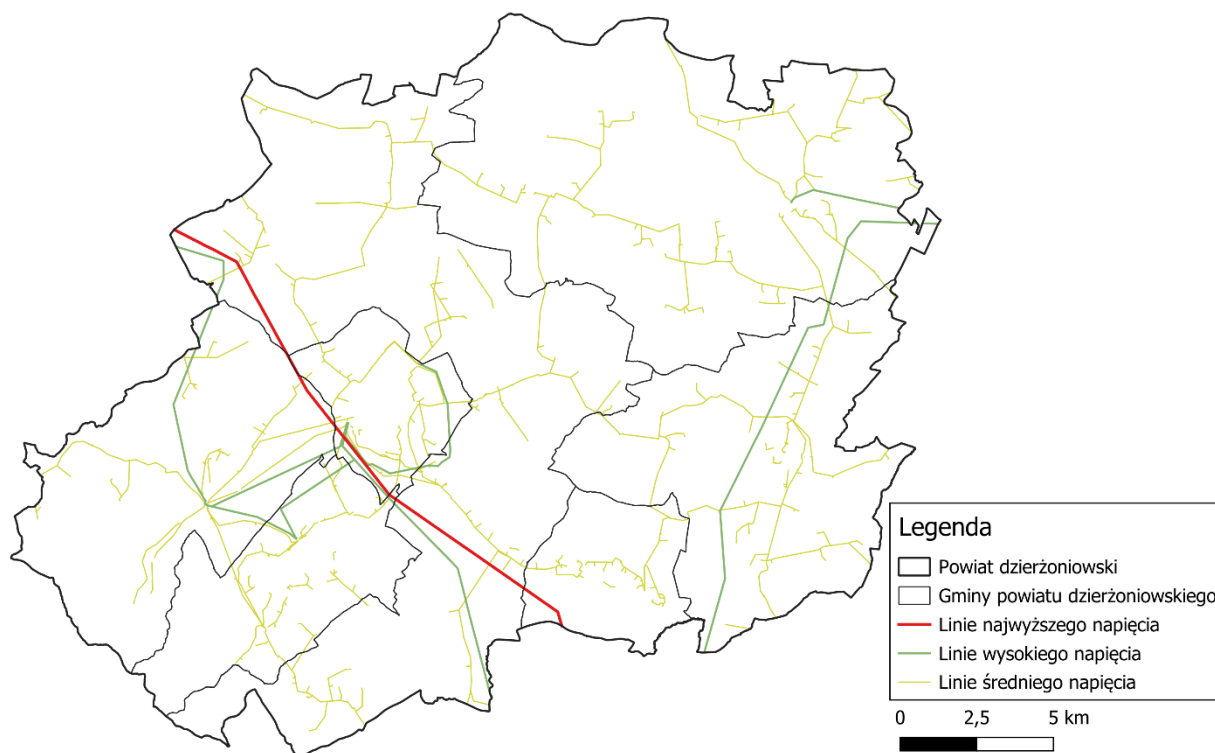 Legenda
Powiat dzierżoniowski
Gminy powiatu dzierżoniowskiego
Linie najwyższego napięcia
Linie wysokiego napięcia
Linie średniego napięcia
0 2,5 5 km